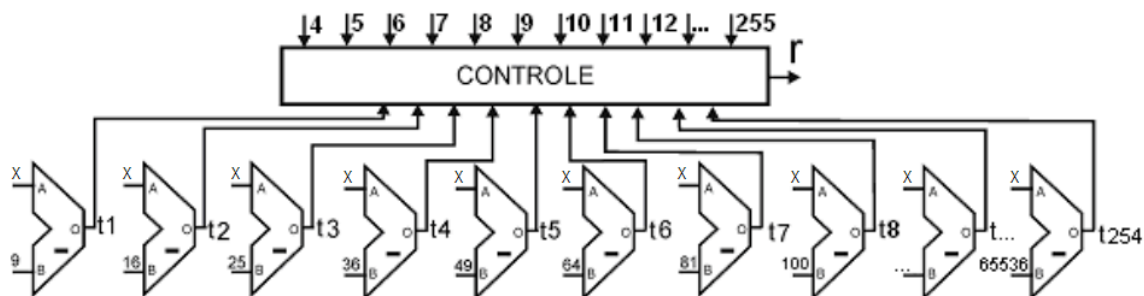 4 5 6 7 8 9 10 11 12 ... 255
CONTROLE r
X A O t1 X A O t2 X A O t3 X A O t4 X A O t5 X A O t6 X A O t7 X A O t8 X A O t... X A O t254
9 B - 16 B - 25 B - 36 B - 49 B - 64 B - 81 B - 100 B - ... B - 65536 B -